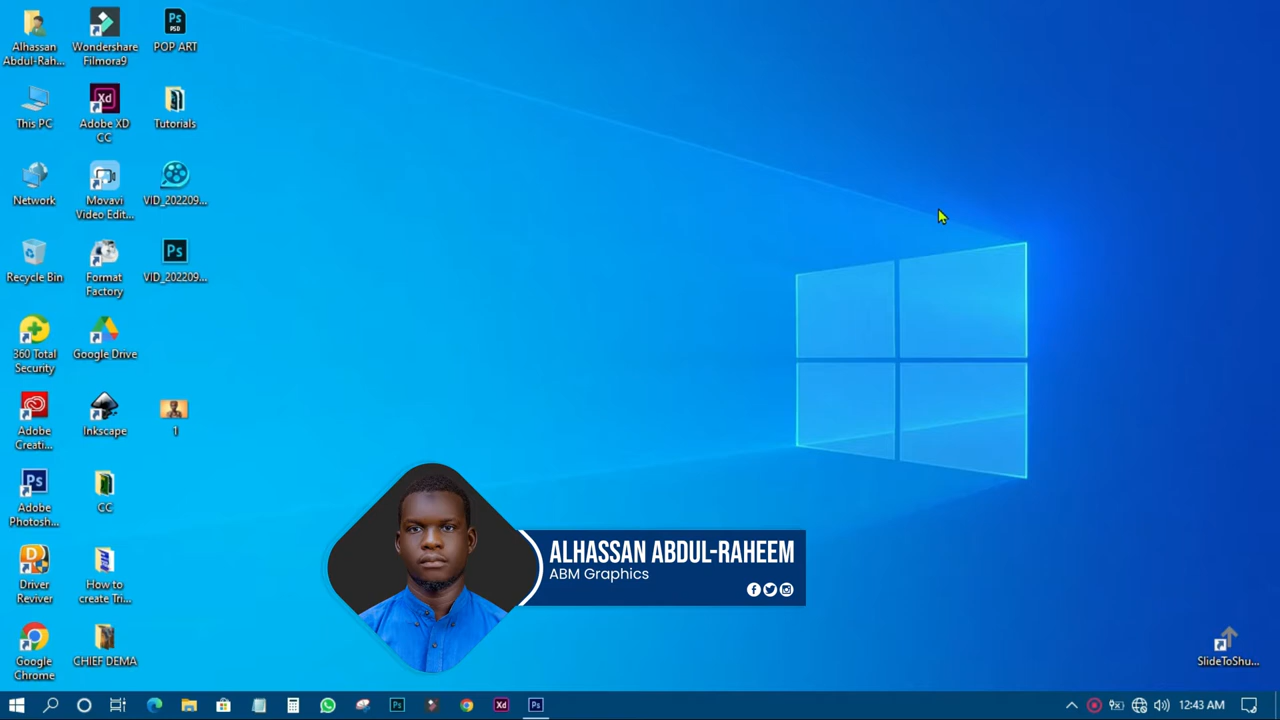 Alhassan
Abdul-Rah...
Wondershare
Filmora9
POP ART
This PC
Adobe XD
CC
Tutorials
Network
Movavi
Video Edit...
VID_202209...
Recycle Bin
Format
Factory
VID_202209...
360 Total
Security
Google Drive
Adobe
Creati...
Inkscape
1
Adobe
Photosh...
CC
Driver
Reviver
How to
create Tri...
Google
Chrome
CHIEF DEMA
ALHASSAN ABDUL-RAHEEM
ABM Graphics
SlideToShu...
12:43 AM